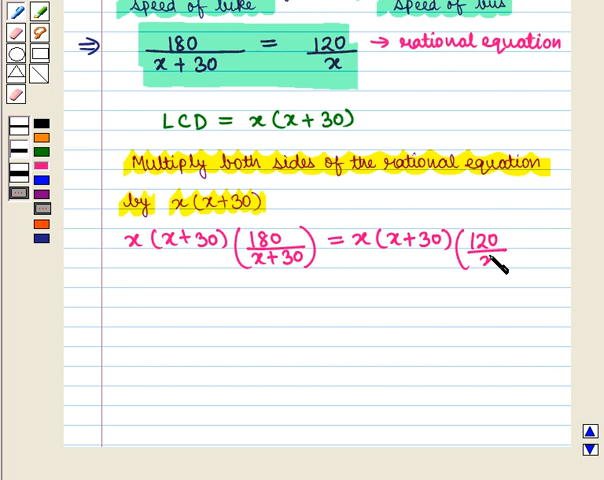 speed of bike speed of bus
⇒ 180/(x + 30) = 120/x → rational equation
LCD = x(x+30)
Multiply both sides of the rational equation
by x(x+30)
x(x+30)(180/(x+30)) = x(x+30)(120/x